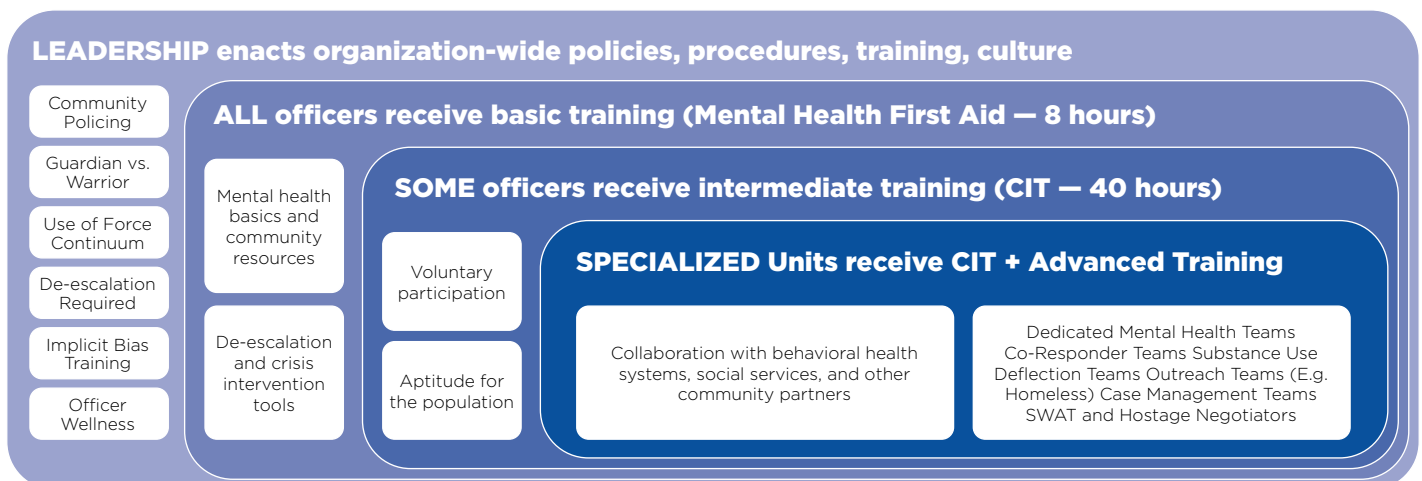 LEADERSHIP enacts organization-wide policies, procedures, training, culture
Community
Policing
Guardian vs.
Warrior
Use of Force
Continuum
De-escalation
Required
Implicit Bias
Training
Officer
Wellness
ALL officers receive basic training (Mental Health First Aid — 8 hours)
Mental health
basics and
community
resources
De-escalation
and crisis
intervention
tools
SOME officers receive intermediate training (CIT — 40 hours)
Voluntary
participation
Aptitude for
the population
SPECIALIZED Units receive CIT + Advanced Training
Collaboration with behavioral health
systems, social services, and other
community partners
Dedicated Mental Health Teams
Co-Responder Teams Substance Use
Deflection Teams Outreach Teams (E.g.
Homeless) Case Management Teams
SWAT and Hostage Negotiators